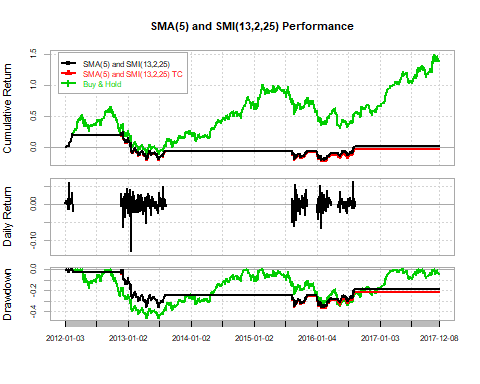 SMA(5) and SMI(13,2,25) Performance
Cumulative Return
1.5
1.0
0.5
0.0
SMA(5) and SMI(13,2,25)
SMA(5) and SMI(13,2,25) TC
Buy & Hold
Daily Return
0.00
-0.10
Drawdown
0.0
-0.2
-0.4
2012-01-03 2013-01-02 2014-01-02 2015-01-02 2016-01-04 2017-01-03 2017-12-08